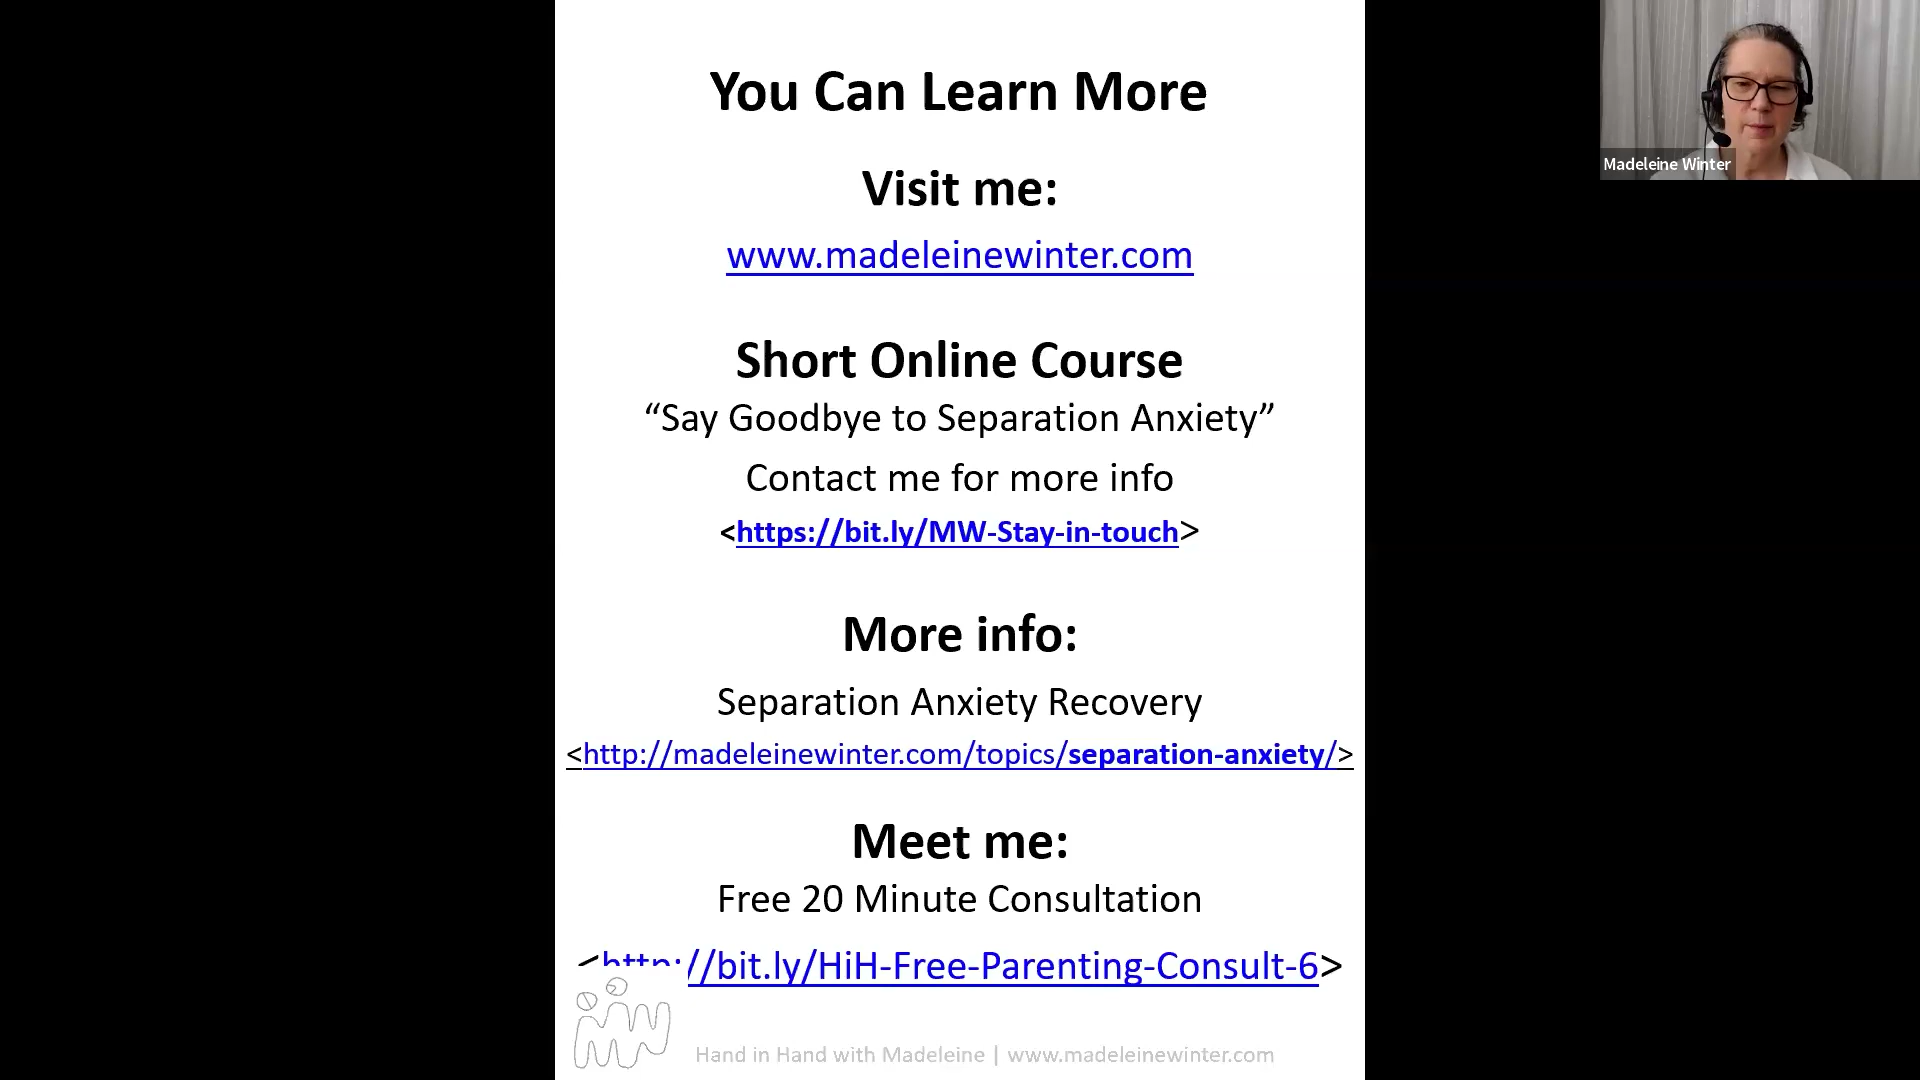 You Can Learn More
Visit me:
www.madeleinewinter.com
Short Online Course
“Say Goodbye to Separation Anxiety”
Contact me for more info
<https://bit.ly/MW-Stay-in-touch>
More info:
Separation Anxiety Recovery
<http://madeleinewinter.com/topics/separation-anxiety/>
Meet me:
Free 20 Minute Consultation
<http://bit.ly/HiH-Free-Parenting-Consult-6>
Hand in Hand with Madeleine | www.madeleinewinter.com
Madeleine Winter